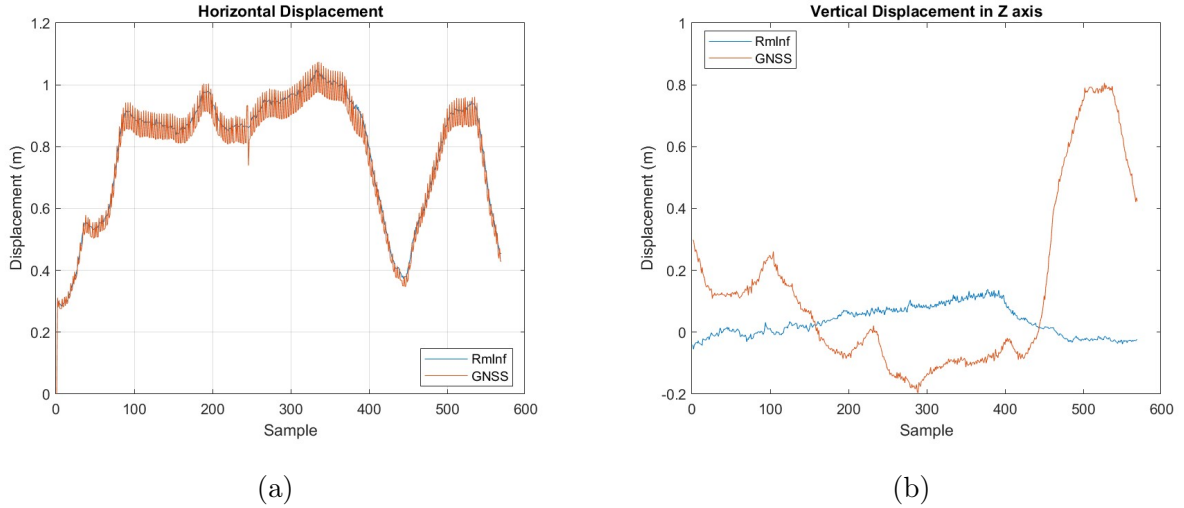 Horizontal Displacement
1.2
1
0.8
0.6
0.4
0.2
0
Displacement (m)
RmInf
GNSS
0 100 200 300 400 500 600
Sample
(a)
Vertical Displacement in Z axis
RmInf
GNSS
1
0.8
0.6
0.4
0.2
0
-0.2
Displacement (m)
0 100 200 300 400 500 600
Sample
(b)